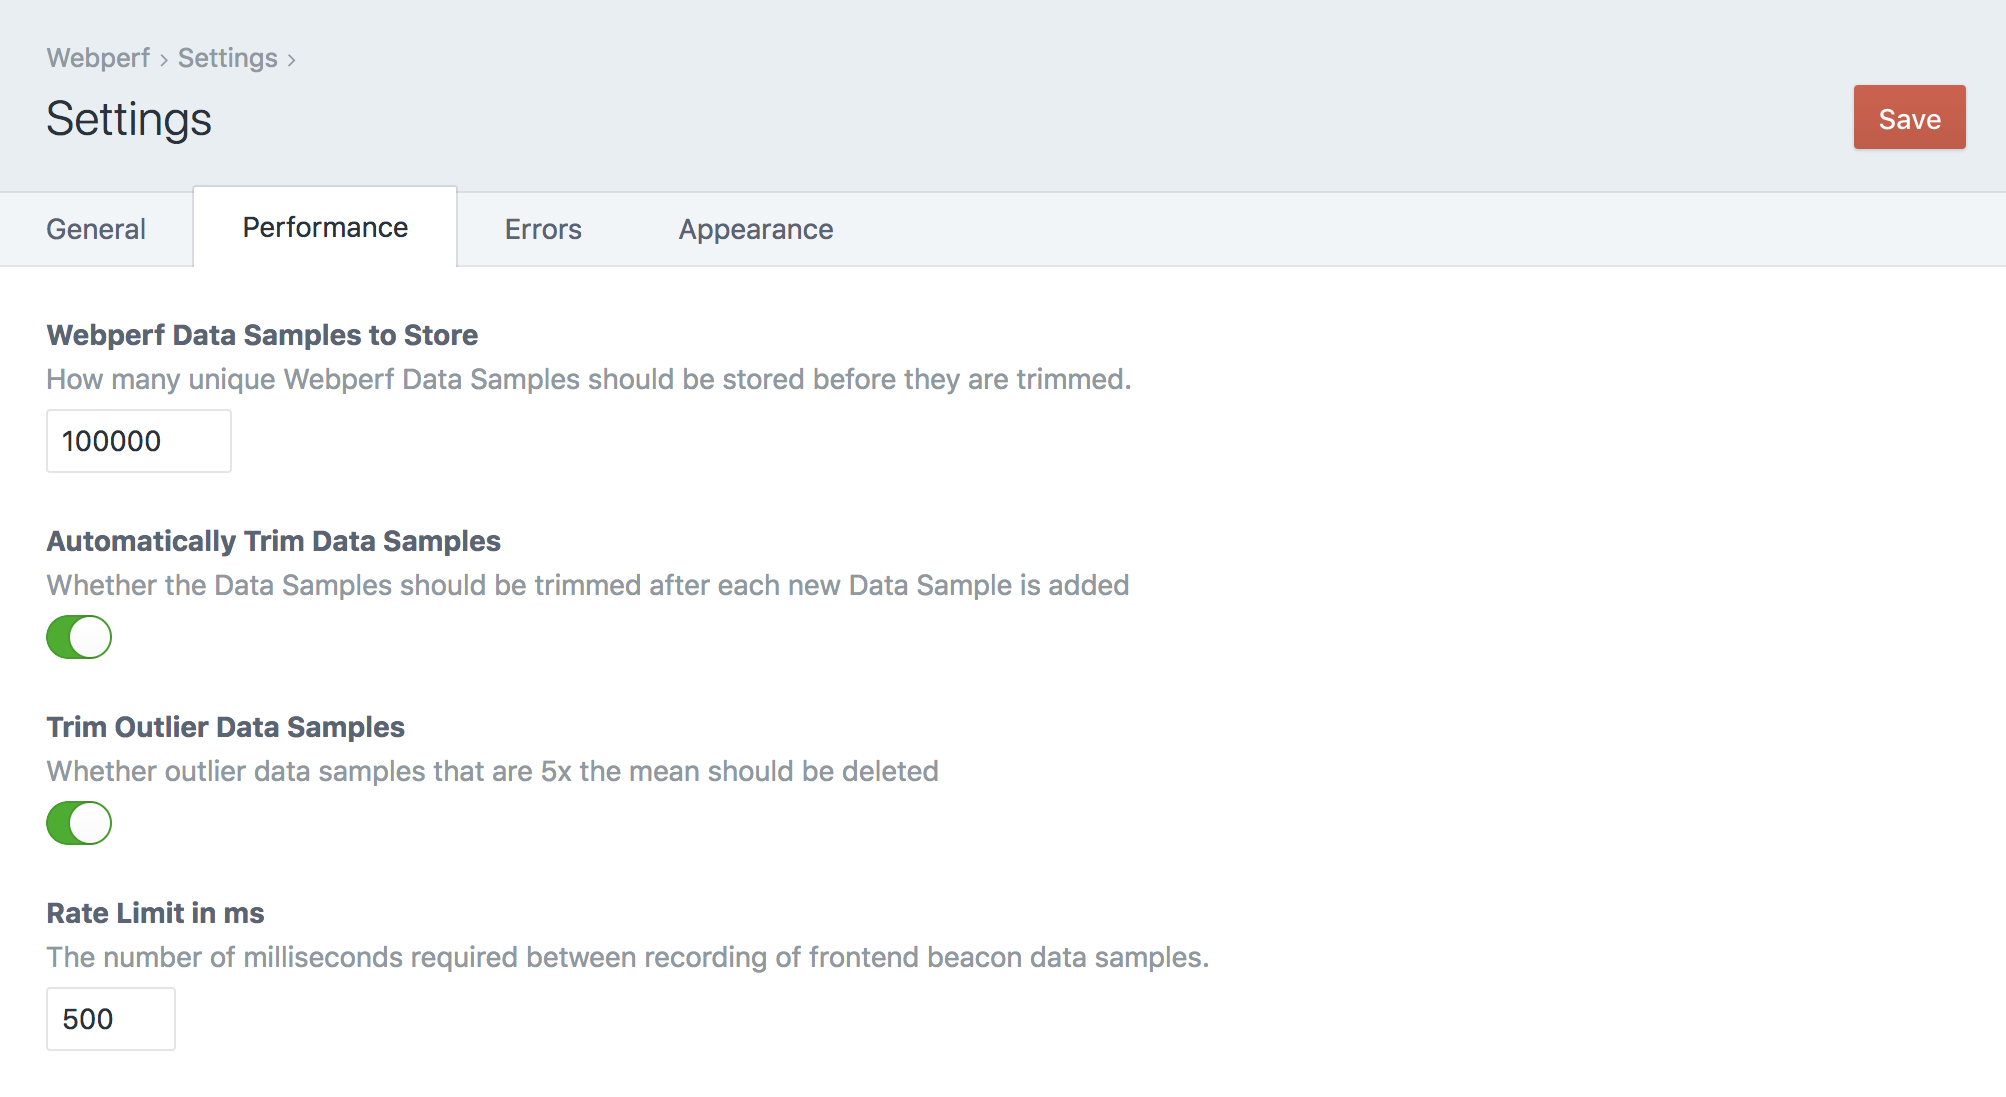 Webperf › Settings ›
Settings
Save
General Performance Errors Appearance
Webperf Data Samples to Store
How many unique Webperf Data Samples should be stored before they are trimmed.
100000
Automatically Trim Data Samples
Whether the Data Samples should be trimmed after each new Data Sample is added
Trim Outlier Data Samples
Whether outlier data samples that are 5x the mean should be deleted
Rate Limit in ms
The number of milliseconds required between recording of frontend beacon data samples.
500